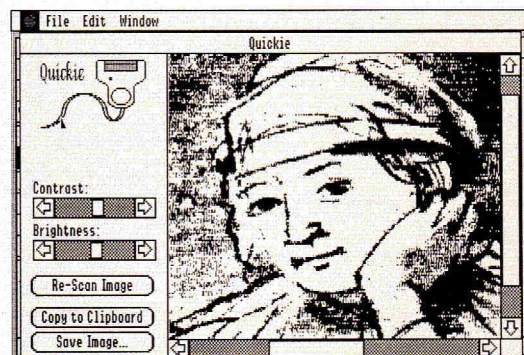 File Edit Window
Quickie
Quickie
Contrast:
Brightness:
Re-Scan Image
Copy to Clipboard
Save Image...